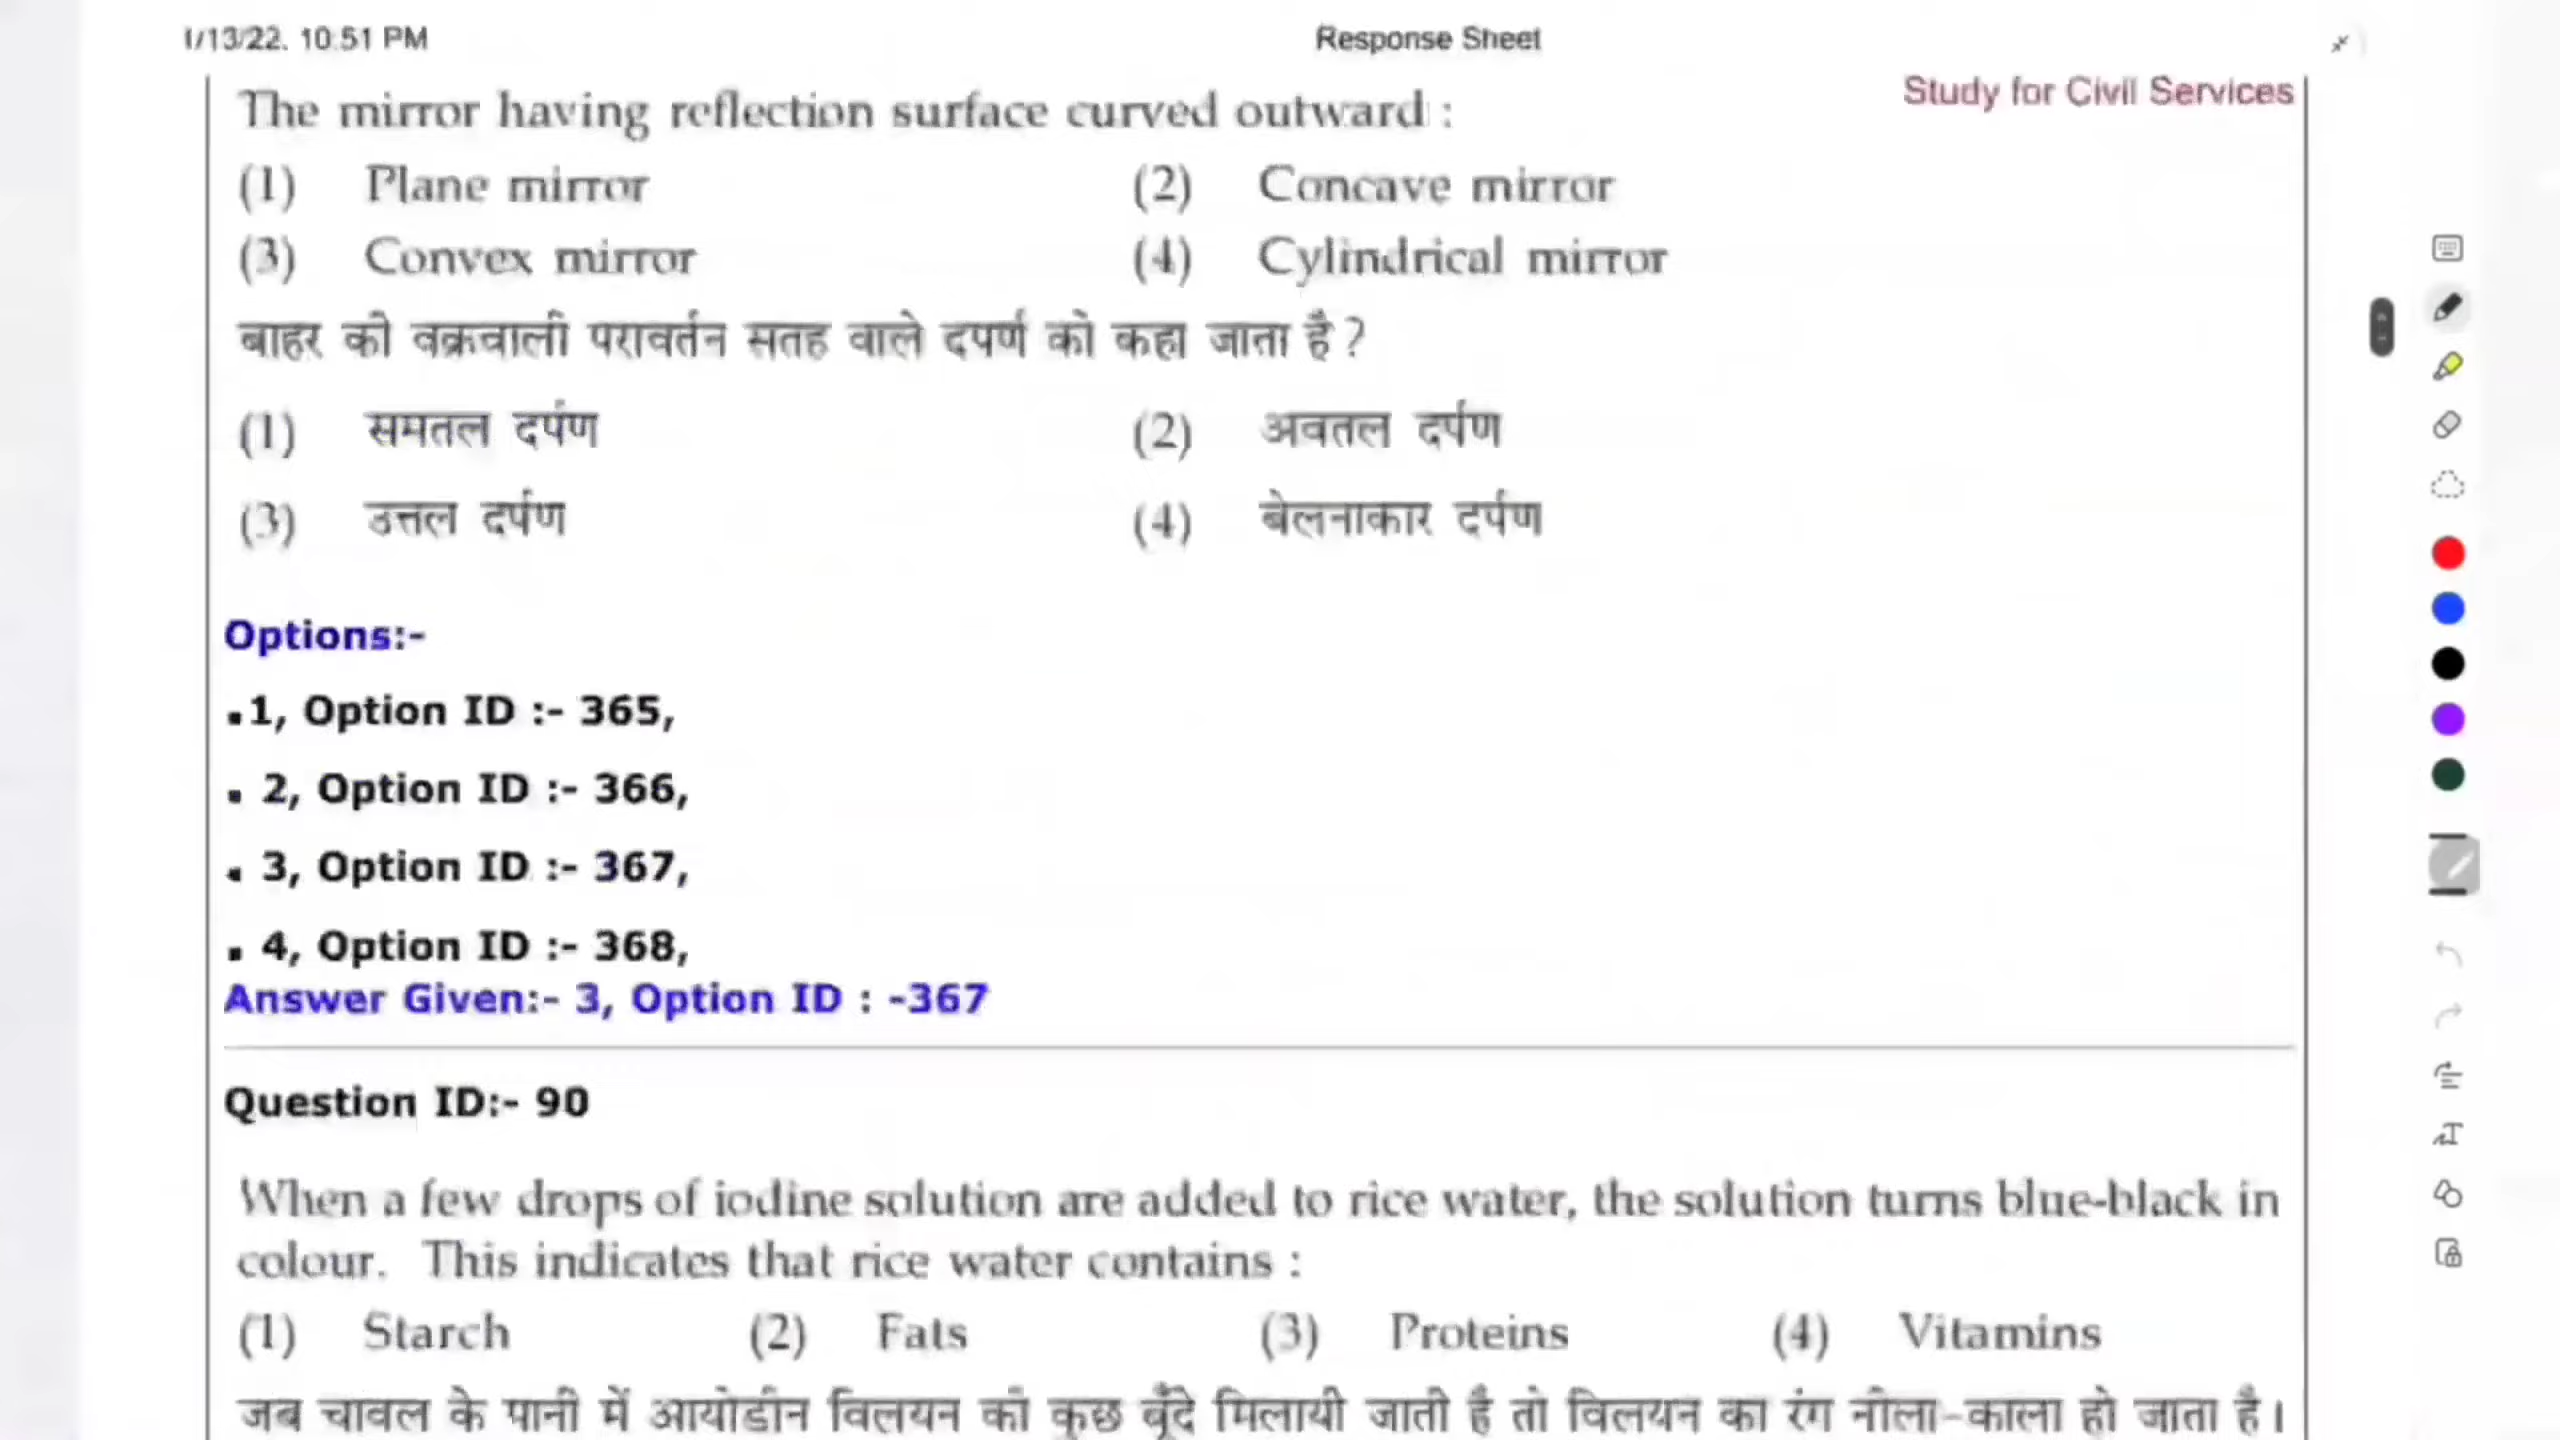 1/13/22, 10:51 PM
Response Sheet
Study for Civil Services
The mirror having reflection surface curved outward :
(1) Plane mirror (2) Concave mirror
(3) Convex mirror (4) Cylindrical mirror
बाहर की वक्रवाली परावर्तन सतह वाले दपर्ण को कहा जाता है ?
(1) समतल दर्पण (2) अवतल दर्पण
(3) उत्तल दर्पण (4) बेलनाकार दर्पण
Options:-
1, Option ID :- 365,
2, Option ID :- 366,
3, Option ID :- 367,
4, Option ID :- 368,
Answer Given:- 3, Option ID : -367
Question ID:- 90
When a few drops of iodine solution are added to rice water, the solution turns blue-black in
colour. This indicates that rice water contains :
(1) Starch (2) Fats (3) Proteins (4) Vitamins
जब चावल के पानी में आयोडीन विलयन की कुछ बूँदे मिलायी जाती है तो विलयन का रंग नीला-काला हो जाता है।